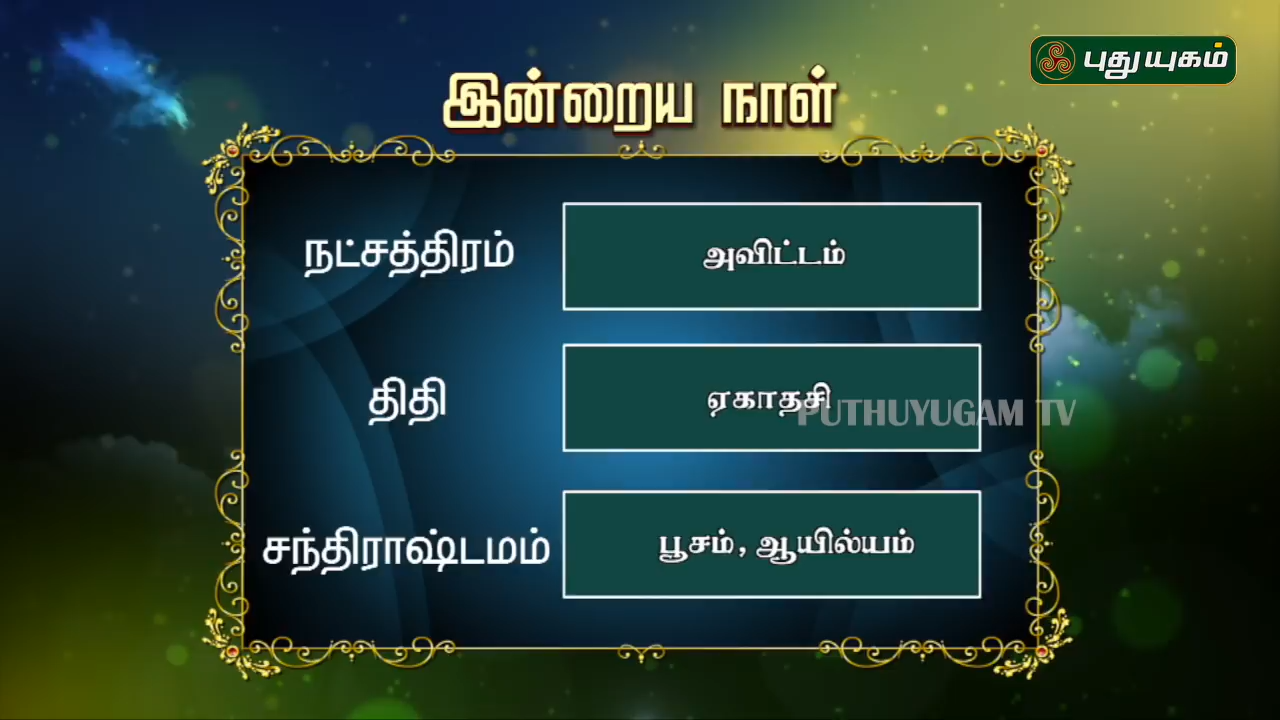 புதுயுகம்
இன்றைய நாள்
நட்சத்திரம் அவிட்டம்
திதி ஏகாதசி
PUTHUYUGAM TV
சந்திராஷ்டமம் பூசம், ஆயில்யம்